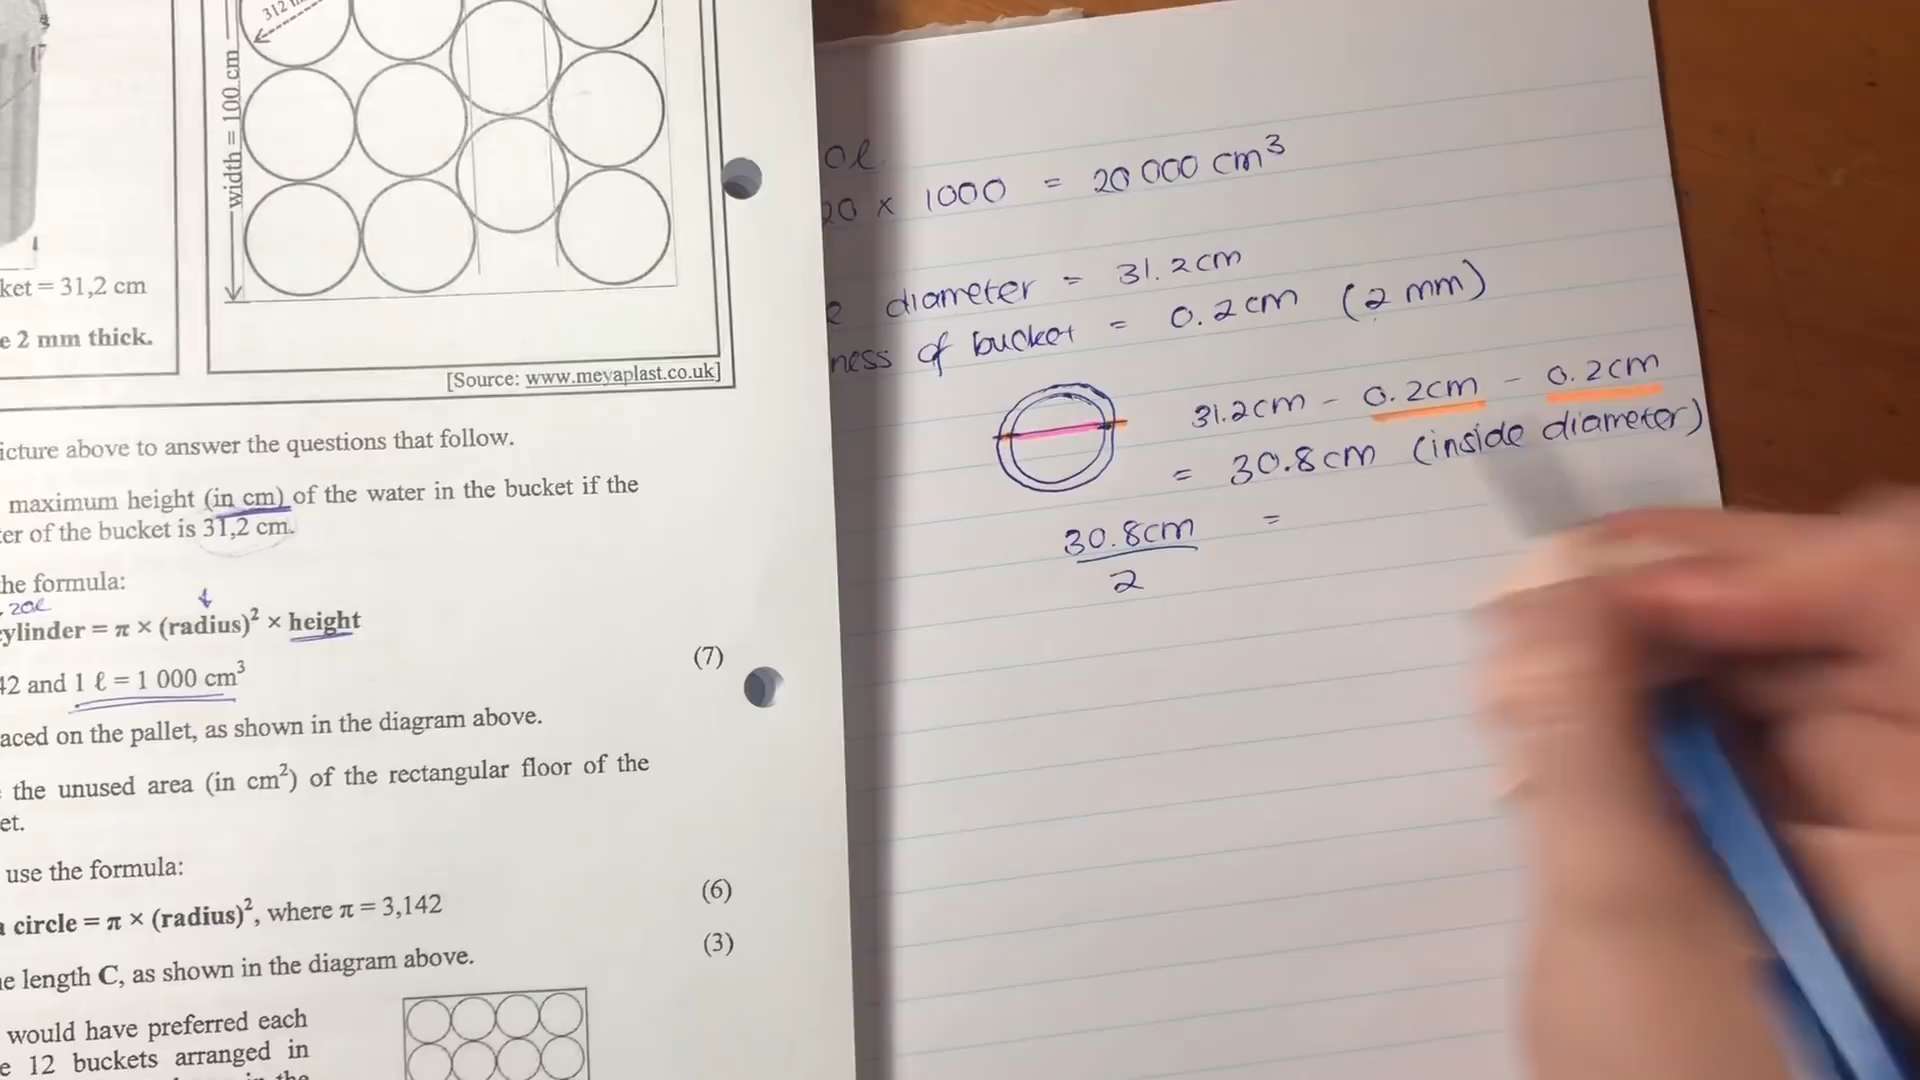 312
width = 100 cm
ket = 31,2 cm
e 2 mm thick.
[Source: www.meyaplast.co.uk]
icture above to answer the questions that follow.
maximum height (in cm) of the water in the bucket if the
er of the bucket is 31,2 cm.
he formula:
20ℓ
ylinder = π × (radius)² × height
42 and 1 ℓ = 1 000 cm³
(7)
aced on the pallet, as shown in the diagram above.
the unused area (in cm²) of the rectangular floor of the
et.
use the formula:
a circle = π × (radius)², where π = 3,142
(6)
e length C, as shown in the diagram above.
(3)
would have preferred each
e 12 buckets arranged in
0ℓ
20 × 1000 = 20 000 cm³
e diameter = 31.2cm
ness of bucket = 0.2cm (2 mm)
31.2cm - 0.2cm - 0.2cm
= 30.8cm (inside diameter)
30.8cm =
2